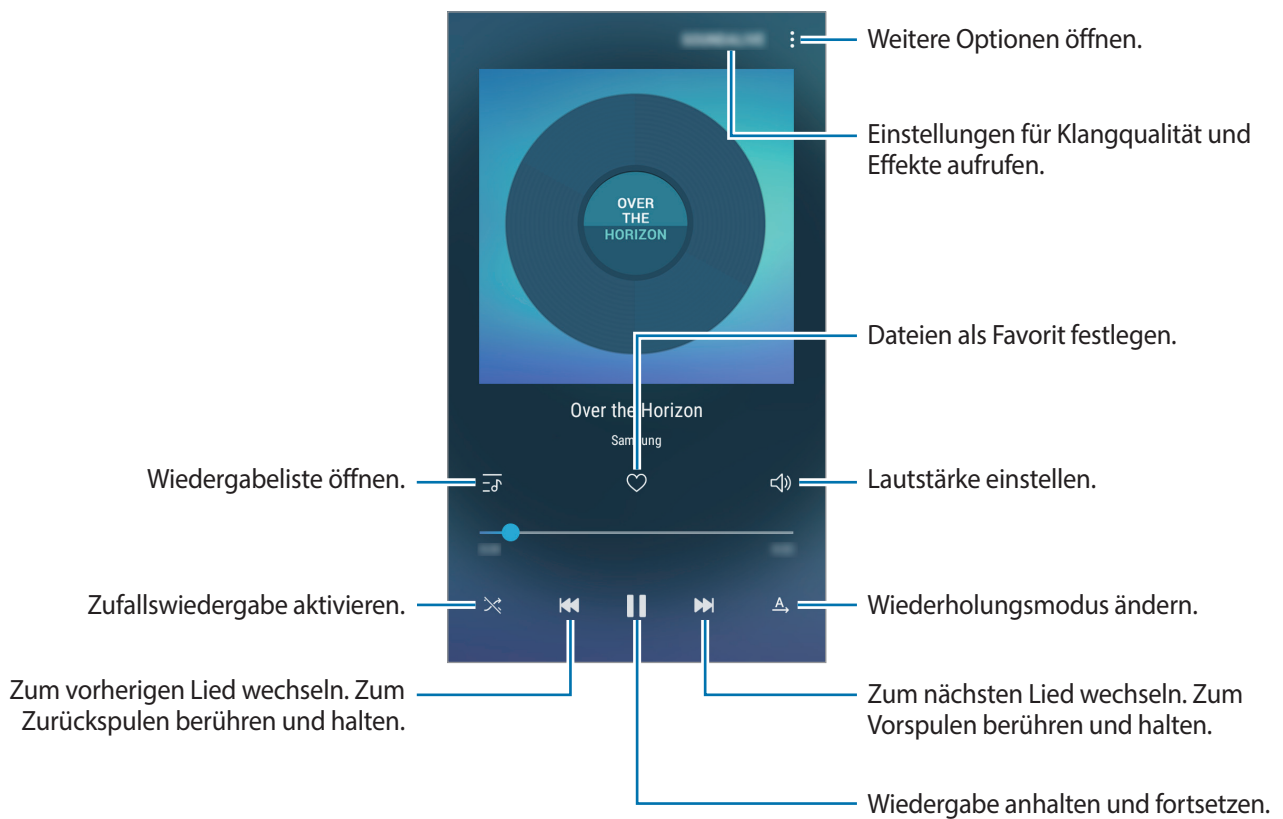 Weitere Optionen öffnen.
Einstellungen für Klangqualität und
Effekte aufrufen.
OVER
THE
HORIZON
Dateien als Favorit festlegen.
Over the Horizon
Samsung
Wiedergabeliste öffnen.
Lautstärke einstellen.
Zufallswiedergabe aktivieren.
A
Wiederholungsmodus ändern.
Zum vorherigen Lied wechseln. Zum
Zurückspulen berühren und halten.
Zum nächsten Lied wechseln. Zum
Vorspulen berühren und halten.
Wiedergabe anhalten und fortsetzen.